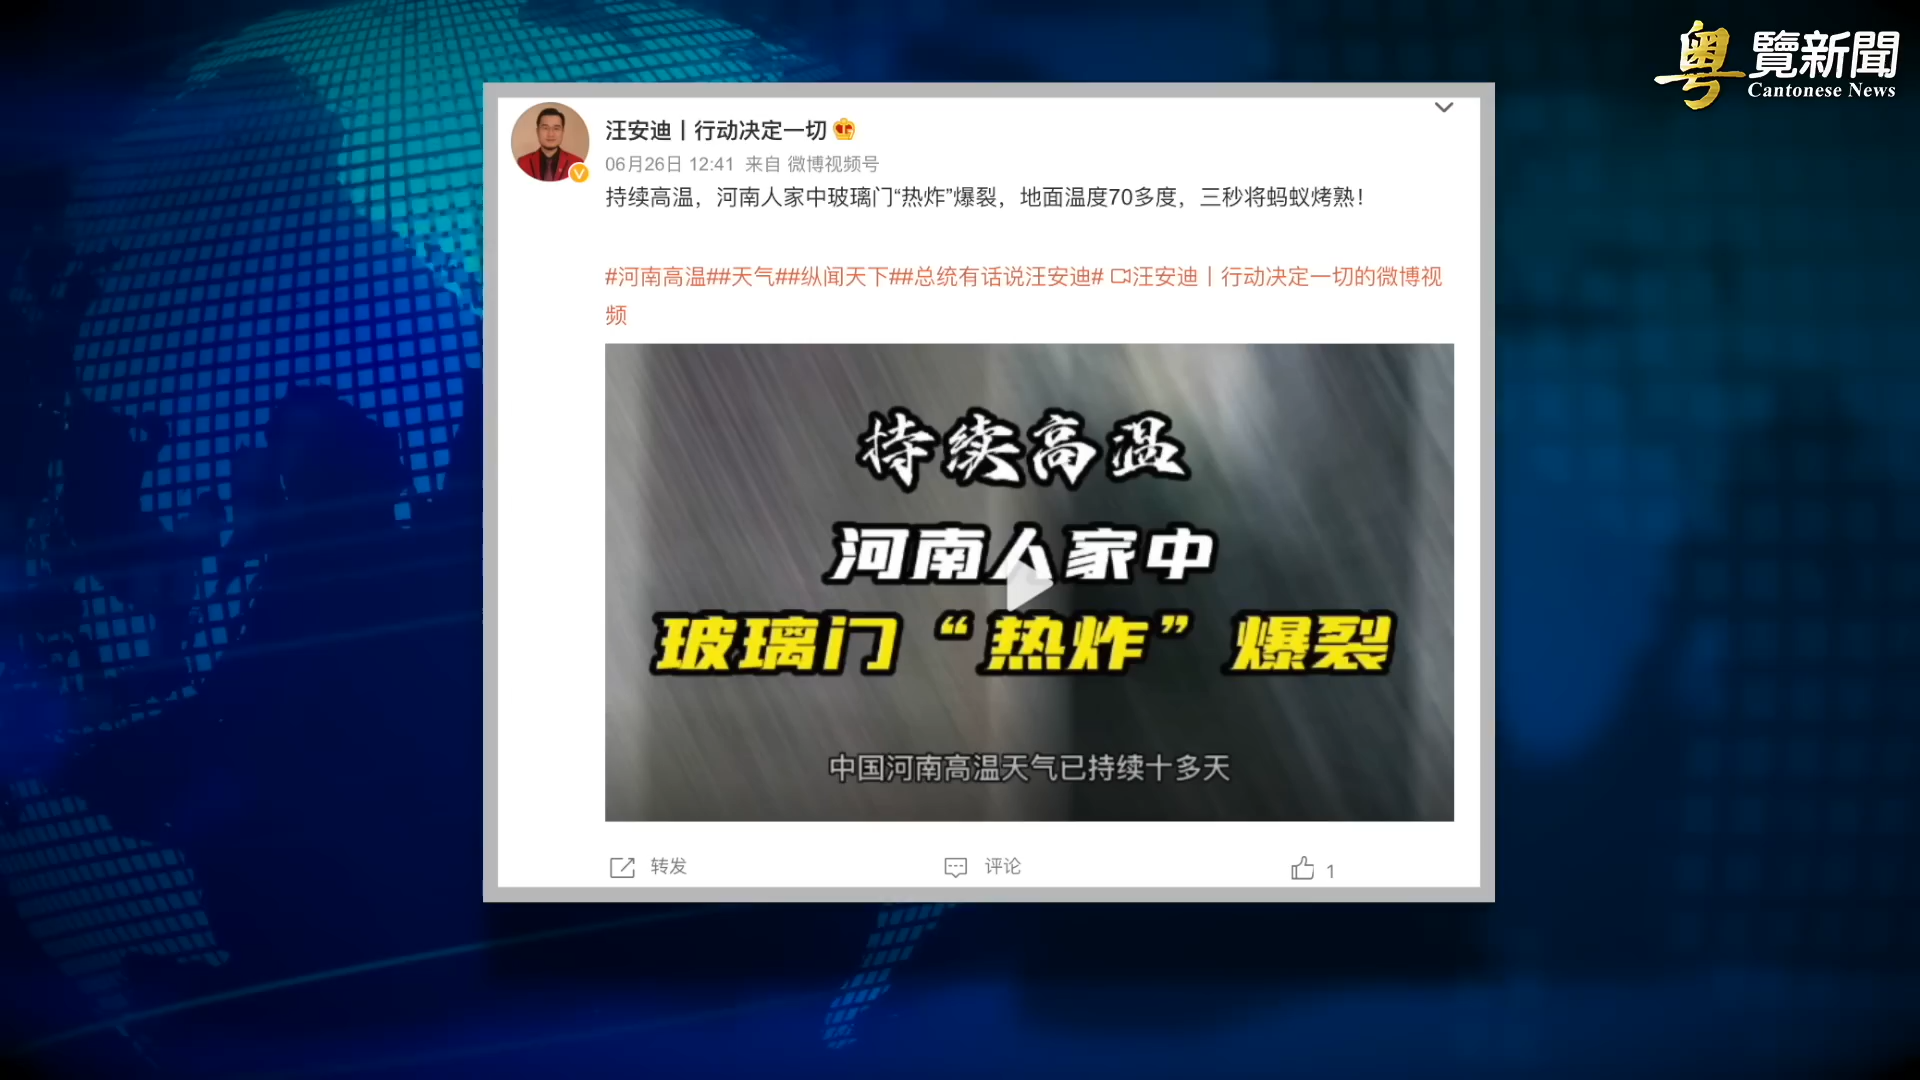 粤覽新聞
Cantonese News
汪安迪丨行动决定一切
06月26日 12:41 来自 微博视频号
持续高温，河南人家中玻璃门“热炸”爆裂，地面温度70多度，三秒将蚂蚁烤熟！
#河南高温##天气##纵闻天下##总统有话说汪安迪# 汪安迪丨行动决定一切的微博视
频
持续高温
河南人家中
玻璃门“热炸”爆裂
中国河南高温天气已持续十多天
转发
评论
1